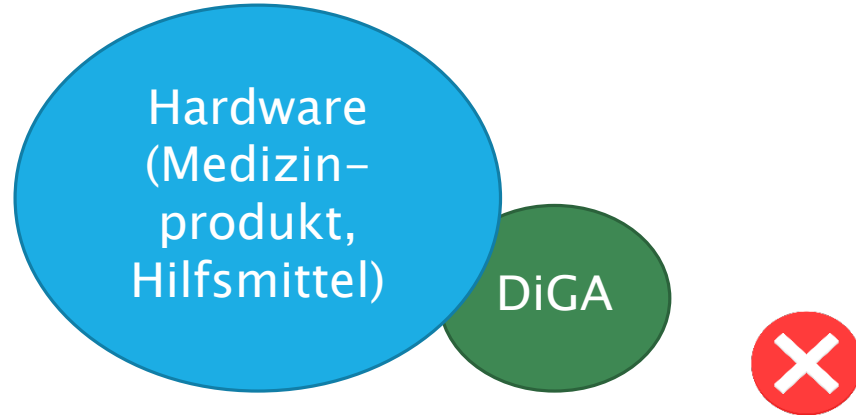 Hardware
(Medizin-
produkt,
Hilfsmittel)
DiGA